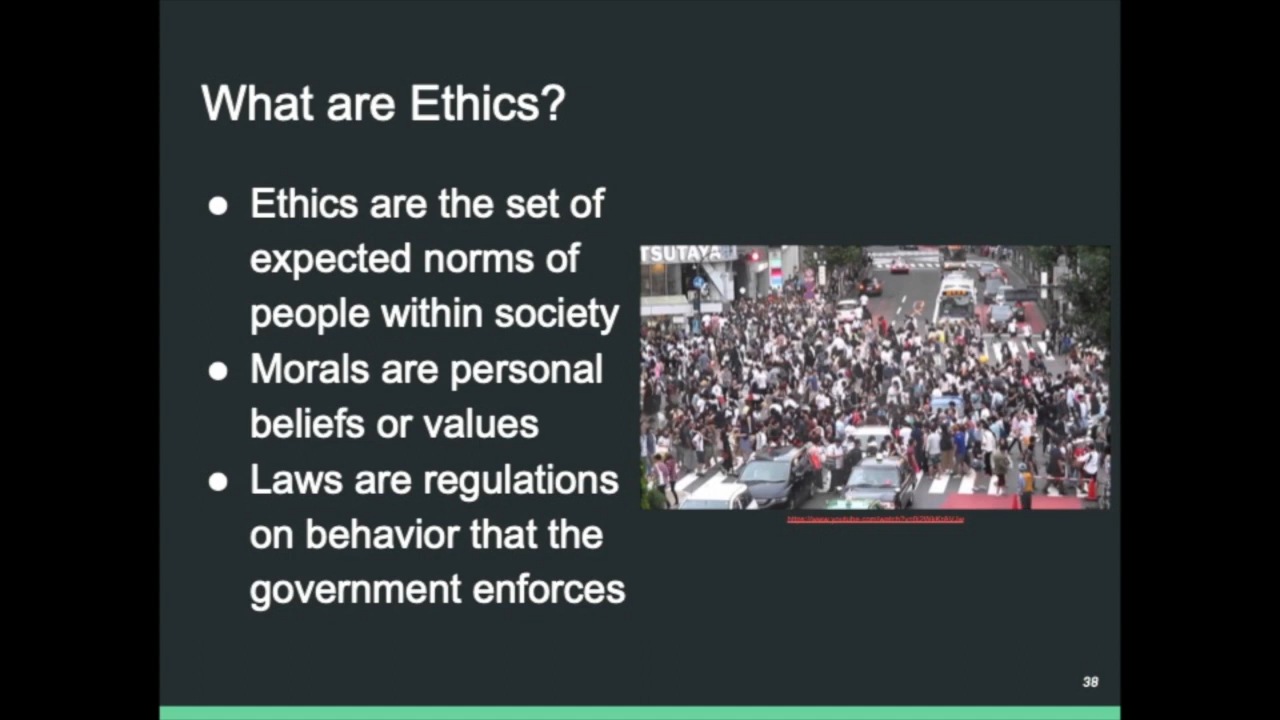 What are Ethics?
● Ethics are the set of
expected norms of
people within society
● Morals are personal
beliefs or values
● Laws are regulations
on behavior that the
government enforces
TSUTAYA
38